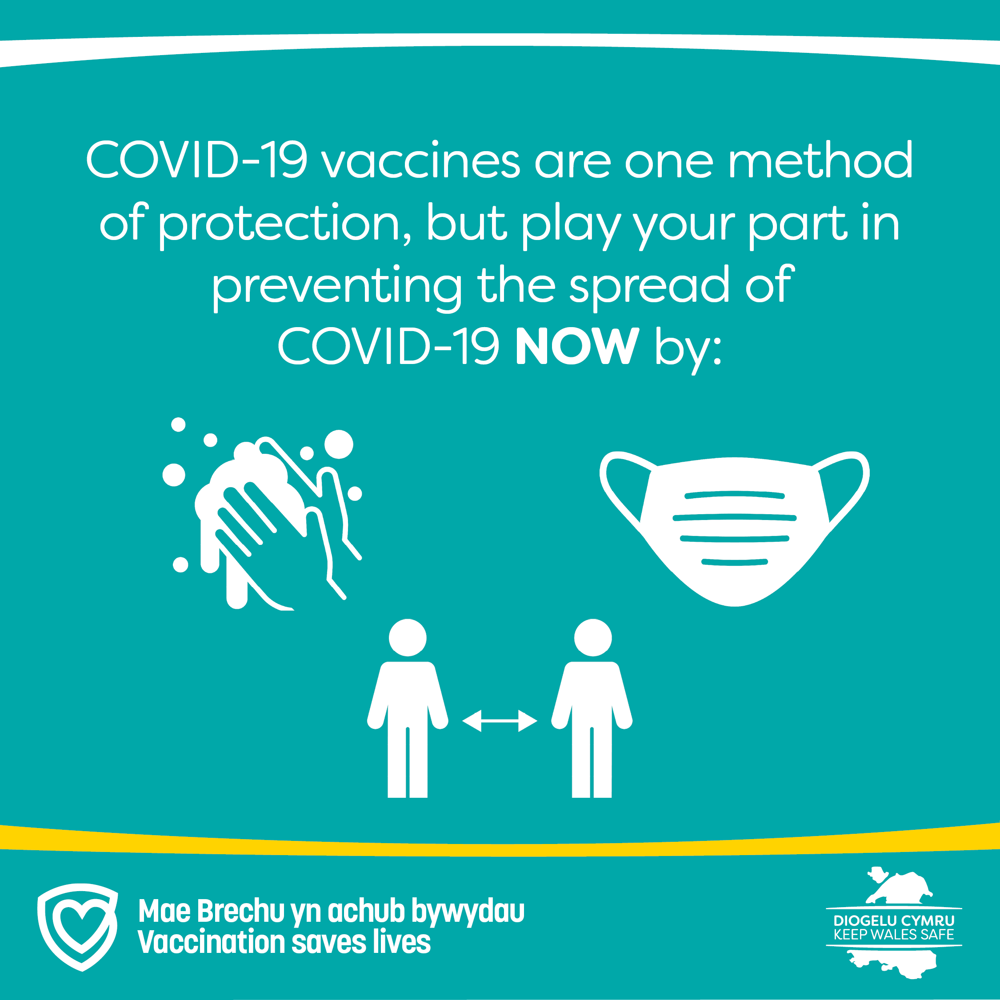 COVID-19 vaccines are one method
of protection, but play your part in
preventing the spread of
COVID-19 NOW by:
Mae Brechu yn achub bywydau
Vaccination saves lives
DIOGELU CYMRU
KEEP WALES SAFE